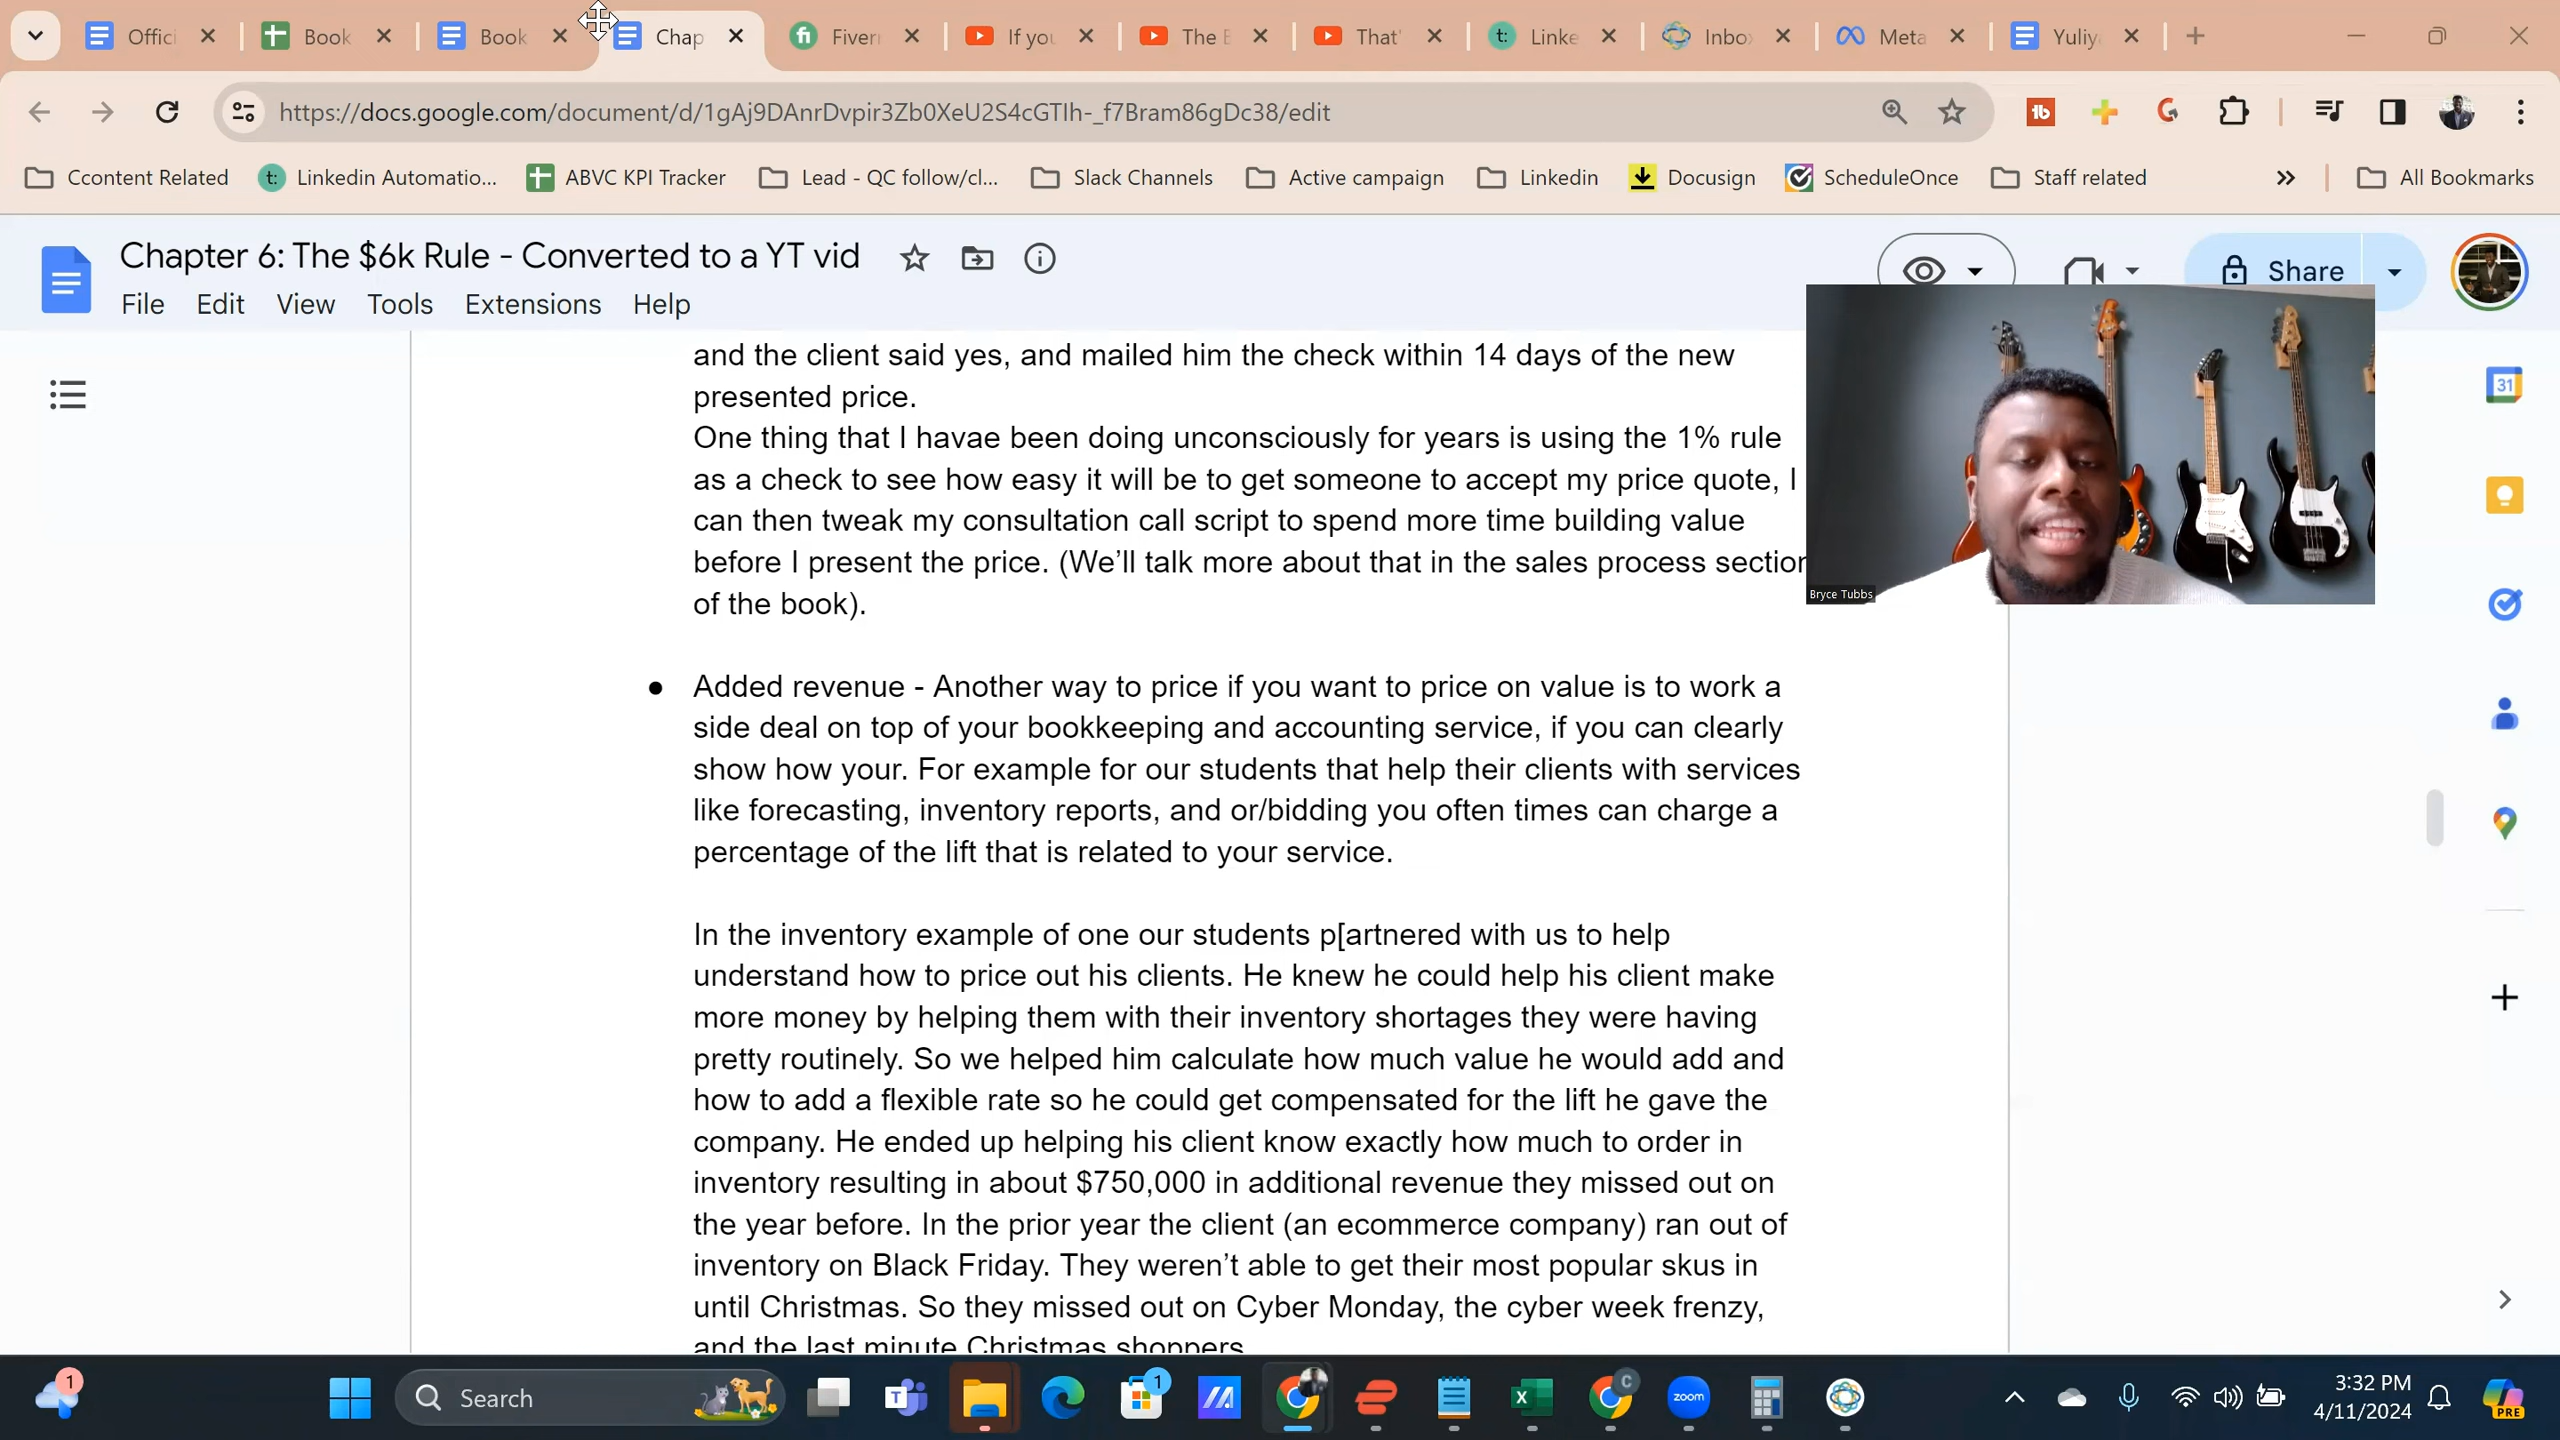 Offici
Book
Book
Chap
Fiverr
If you
The B
That'
Linke
Inbo
Meta
Yuliy
https://docs.google.com/document/d/1gAj9DAnrDvpir3Zb0XeU2S4cGTIh-_f7Bram86gDc38/edit
Ccontent Related
Linkedin Automatio...
ABVC KPI Tracker
Lead - QC follow/cl...
Slack Channels
Active campaign
Linkedin
Docusign
ScheduleOnce
Staff related
All Bookmarks
Chapter 6: The $6k Rule - Converted to a YT vid
File Edit View Tools Extensions Help
Share
and the client said yes, and mailed him the check within 14 days of the new
presented price.
One thing that I havae been doing unconsciously for years is using the 1% rule
as a check to see how easy it will be to get someone to accept my price quote, I
can then tweak my consultation call script to spend more time building value
before I present the price. (We’ll talk more about that in the sales process section
of the book).
Bryce Tubbs
● Added revenue - Another way to price if you want to price on value is to work a
side deal on top of your bookkeeping and accounting service, if you can clearly
show how your. For example for our students that help their clients with services
like forecasting, inventory reports, and or/bidding you often times can charge a
percentage of the lift that is related to your service.
In the inventory example of one our students p[artnered with us to help
understand how to price out his clients. He knew he could help his client make
more money by helping them with their inventory shortages they were having
pretty routinely. So we helped him calculate how much value he would add and
how to add a flexible rate so he could get compensated for the lift he gave the
company. He ended up helping his client know exactly how much to order in
inventory resulting in about $750,000 in additional revenue they missed out on
the year before. In the prior year the client (an ecommerce company) ran out of
inventory on Black Friday. They weren’t able to get their most popular skus in
until Christmas. So they missed out on Cyber Monday, the cyber week frenzy,
and the last minute Christmas shoppers
31
1
Search
1
zoom
PRE
3:32 PM
4/11/2024